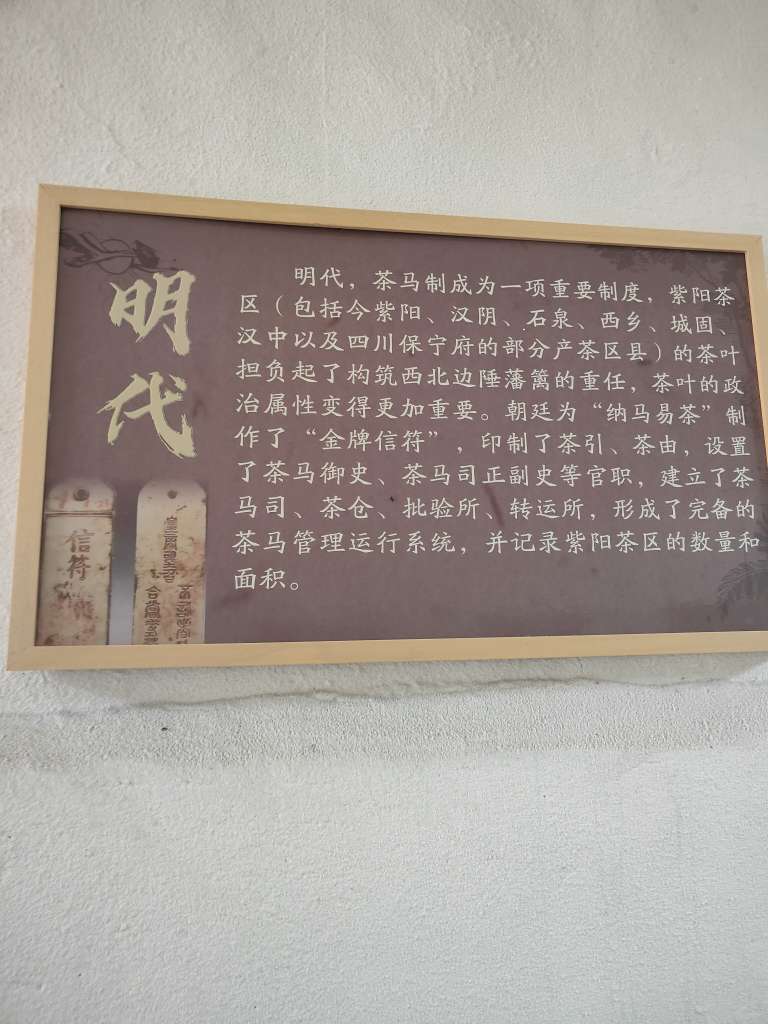 明代
明代，茶马制成为一项重要制度，紫阳茶
区（包括今紫阳、汉阴、石泉、西乡、城固、
汉中以及四川保宁府的部分产茶区县）的茶叶
担负起了构筑西北边陲藩篱的重任，茶叶的政
治属性变得更加重要。朝廷为“纳马易茶”制
作了“金牌信符”，印制了茶引、茶由，设置
了茶马御史、茶马司正副史等官职，建立了茶
马司、茶仓、批验所、转运所，形成了完备的
茶马管理运行系统，并记录紫阳茶区的数量和
面积。
信符